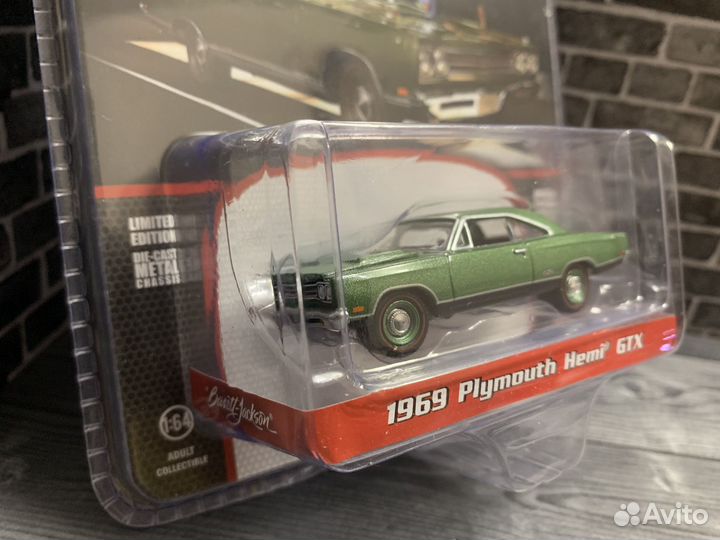 LIMITED
EDITION
DIE-CAST
METAL
CHASSIS
1:64
ADULT
COLLECTIBLE
Barrett-Jackson
1969 Plymouth Hemi® GTX
Avito